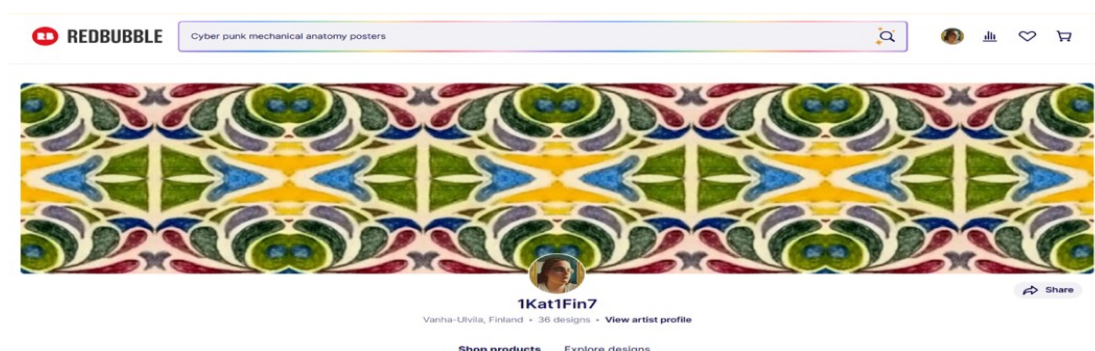 REDBUBBLE Cyber punk mechanical anatomy posters
Share
1Kat1Fin7
Vanha-Ulvila, Finland • 36 designs • View artist profile
Shop products Explore designs